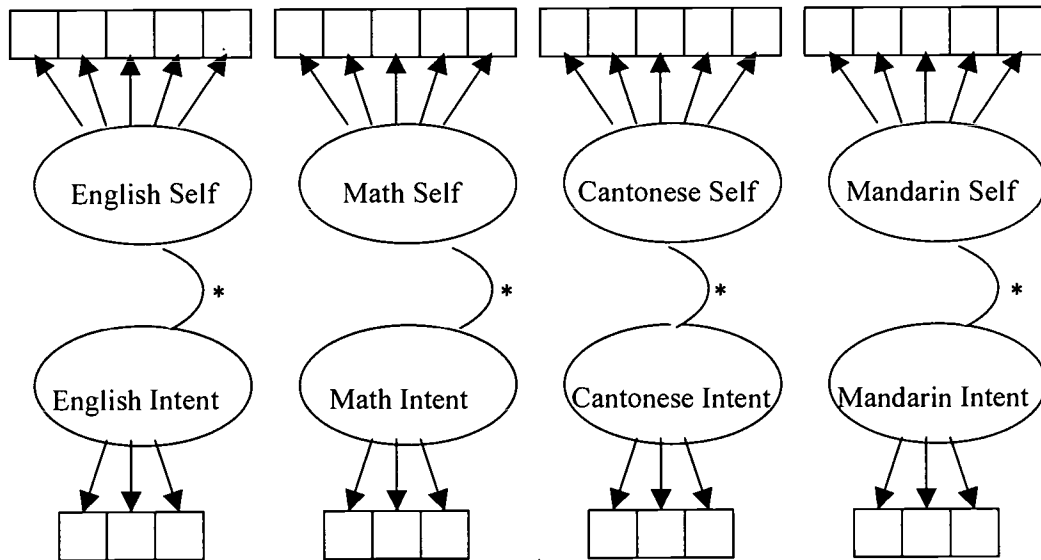 English Self
Math Self
Cantonese Self
Mandarin Self
*
*
*
*
English Intent
Math Intent
Cantonese Intent
Mandarin Intent